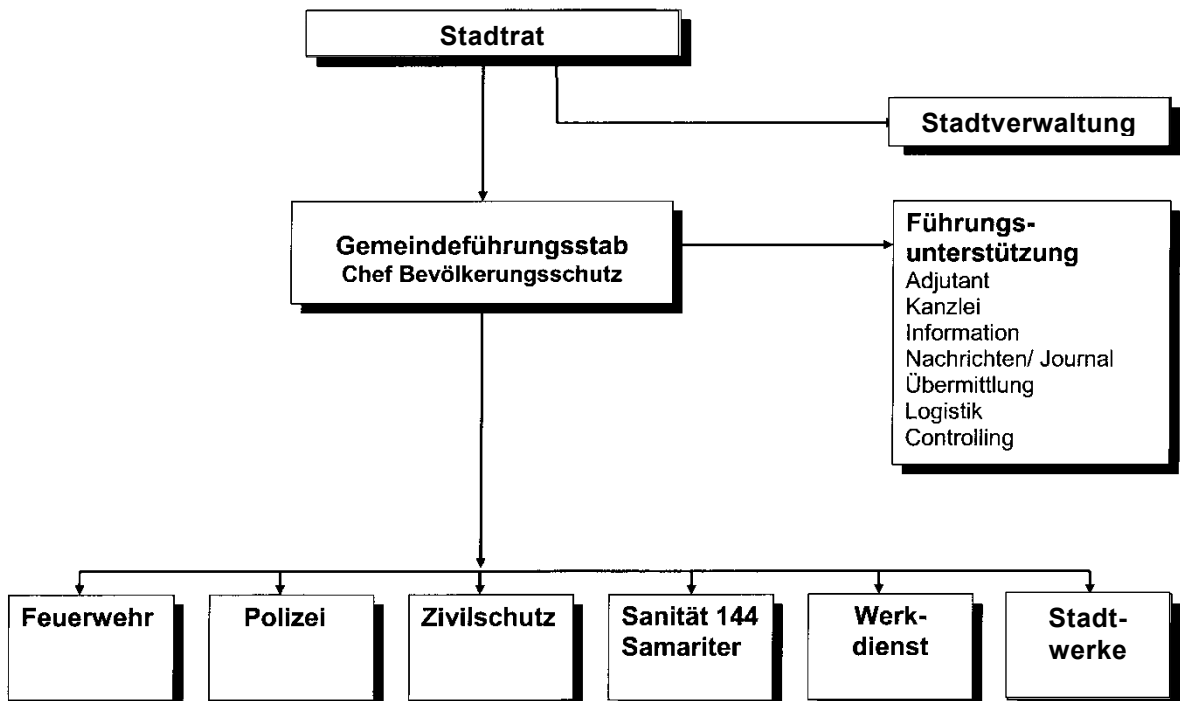 Stadtrat
Stadtverwaltung
Gemeindeführungsstab
Chef Bevölkerungsschutz
Führungs-
unterstützung
Adjutant
Kanzlei
Information
Nachrichten/ Journal
Übermittlung
Logistik
Controlling
Feuerwehr
Polizei
Zivilschutz
Sanität 144
Samariter
Werk-
dienst
Stadt-
werke